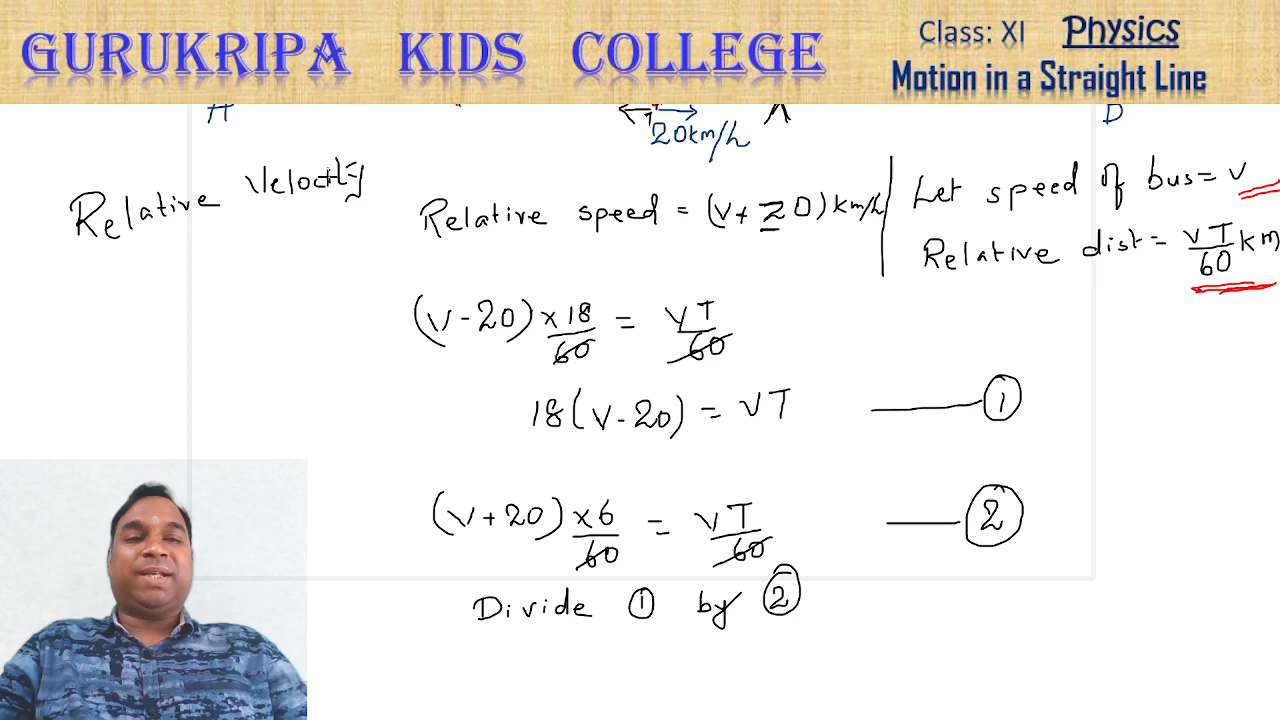 GURUKRIPA KIDS COLLEGE
Class: XI Physics
Motion in a Straight Line
20km/h
Relative Velocity
Relative speed = (v+20) km/h
Let speed of bus = v
Relative dist = vT/60 km
(v-20) × 18/60 = vT/60
18(v-20) = vT —— ①
(v+20) × 6/60 = vT/60 —— ②
Divide ① by ②